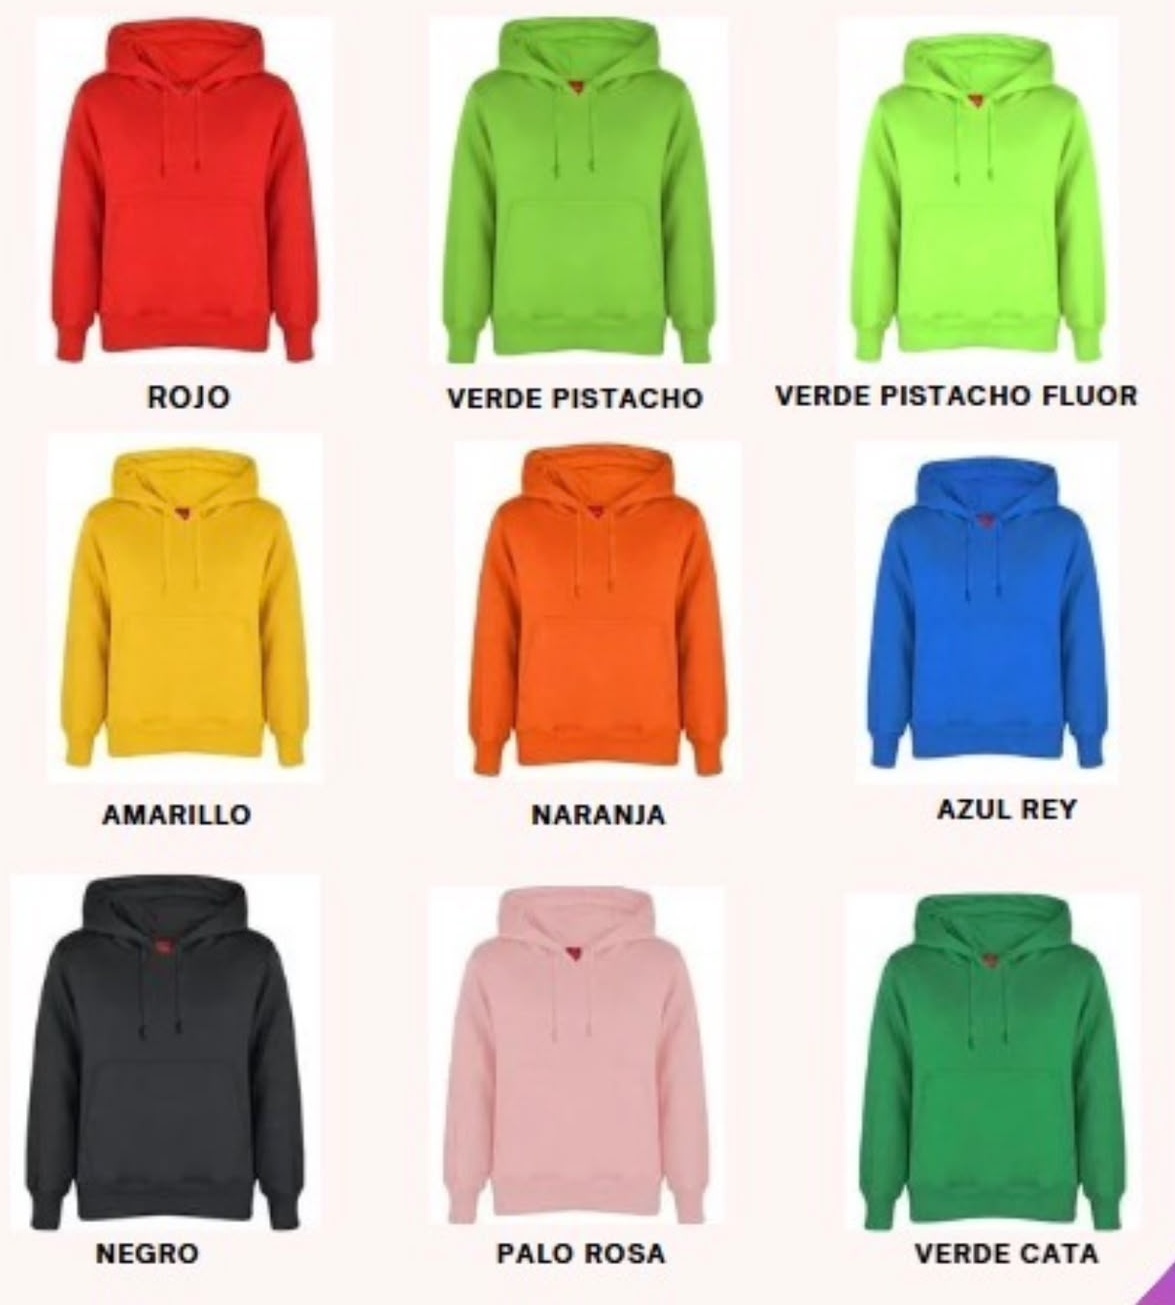 ROJO
VERDE PISTACHO
VERDE PISTACHO FLUOR
AMARILLO
NARANJA
AZUL REY
NEGRO
PALO ROSA
VERDE CATA